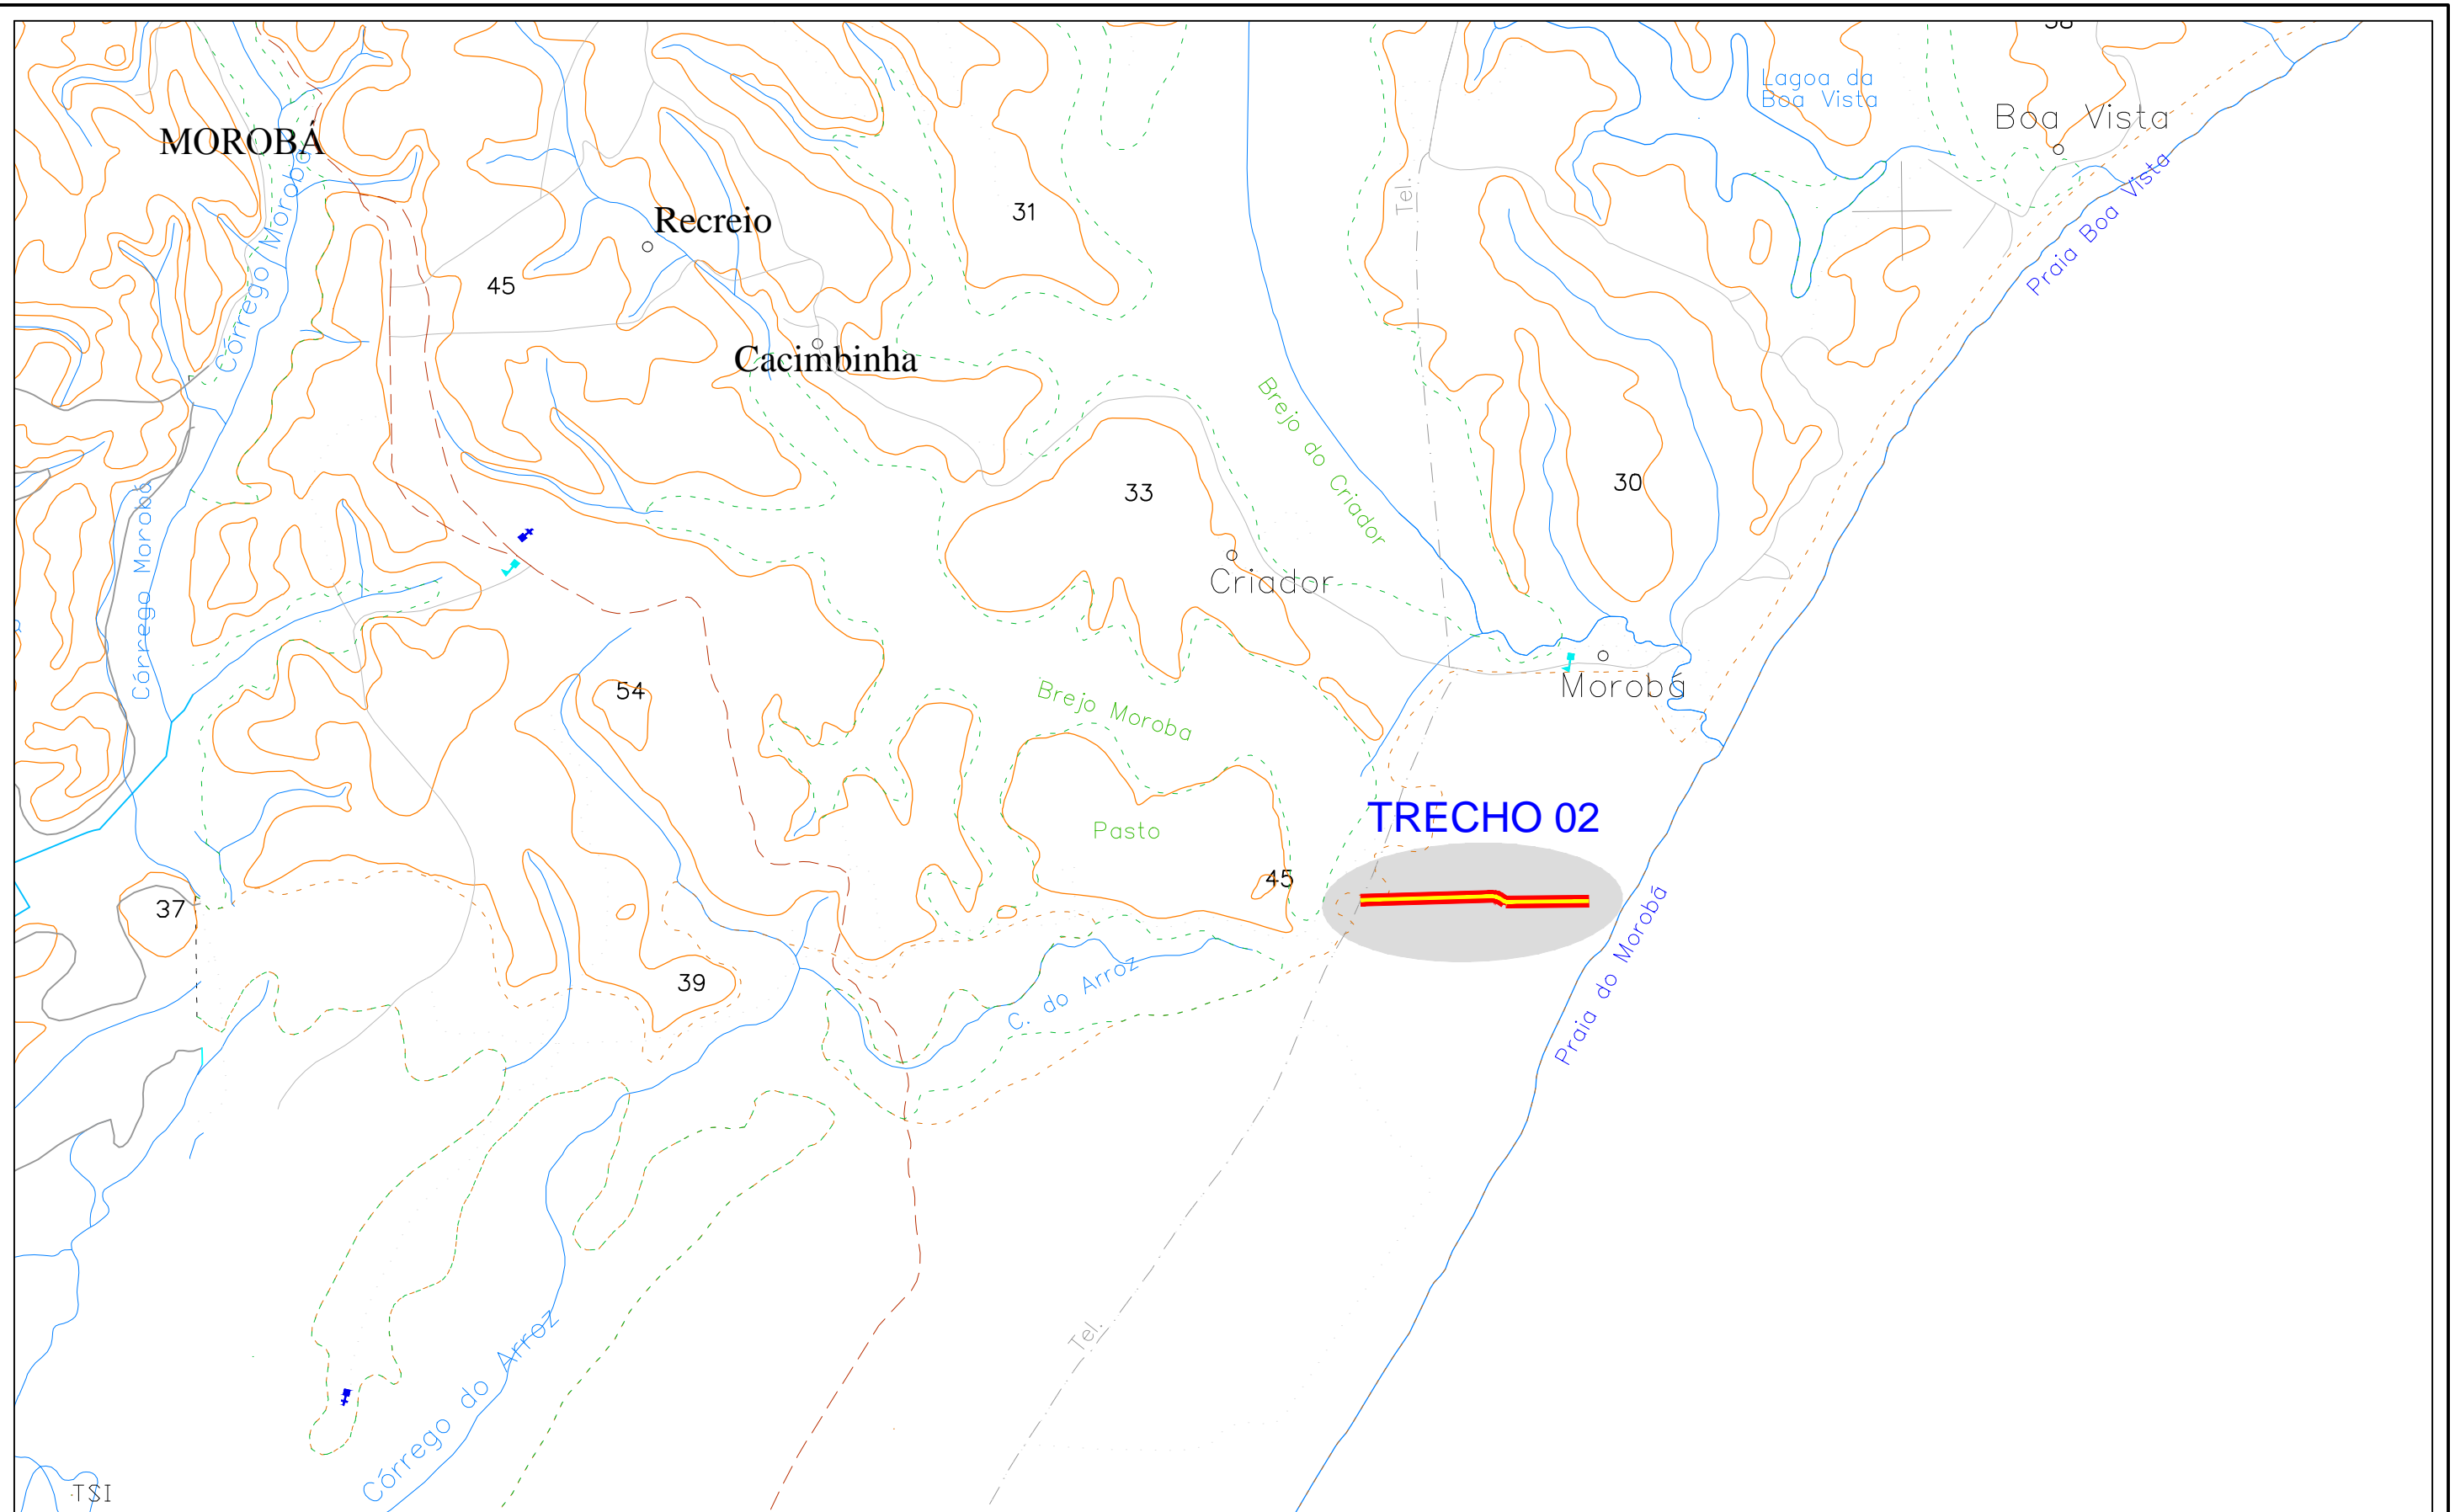 38
Lagoa da
Boa Vista
Boa Vista
MOROBÁ
Córrego Morobá
Praia Boa Vista
Tel.
Recreio
31
45
Cacimbinha
Brejo do Criador
30
33
Córrego Morobá
Criador
Morobá
54
Brejo Moroba
TRECHO 02
Pasto
45
37
Praia do Morobá
39
C. do Arroz
Tel.
Córrego do Arroz
TSI